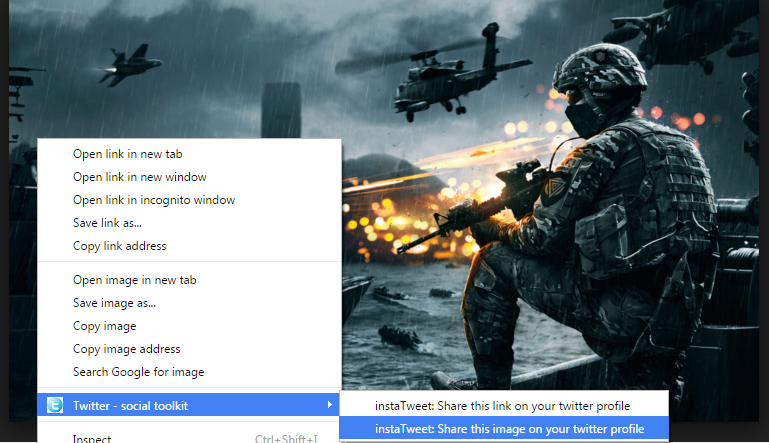 Open link in new tab
Open link in new window
Open link in incognito window
Save link as...
Copy link address
Open image in new tab
Save image as...
Copy image
Copy image address
Search Google for image
Twitter - social toolkit
instaTweet: Share this link on your twitter profile
instaTweet: Share this image on your twitter profile
Inspect Ctrl+Shift+I